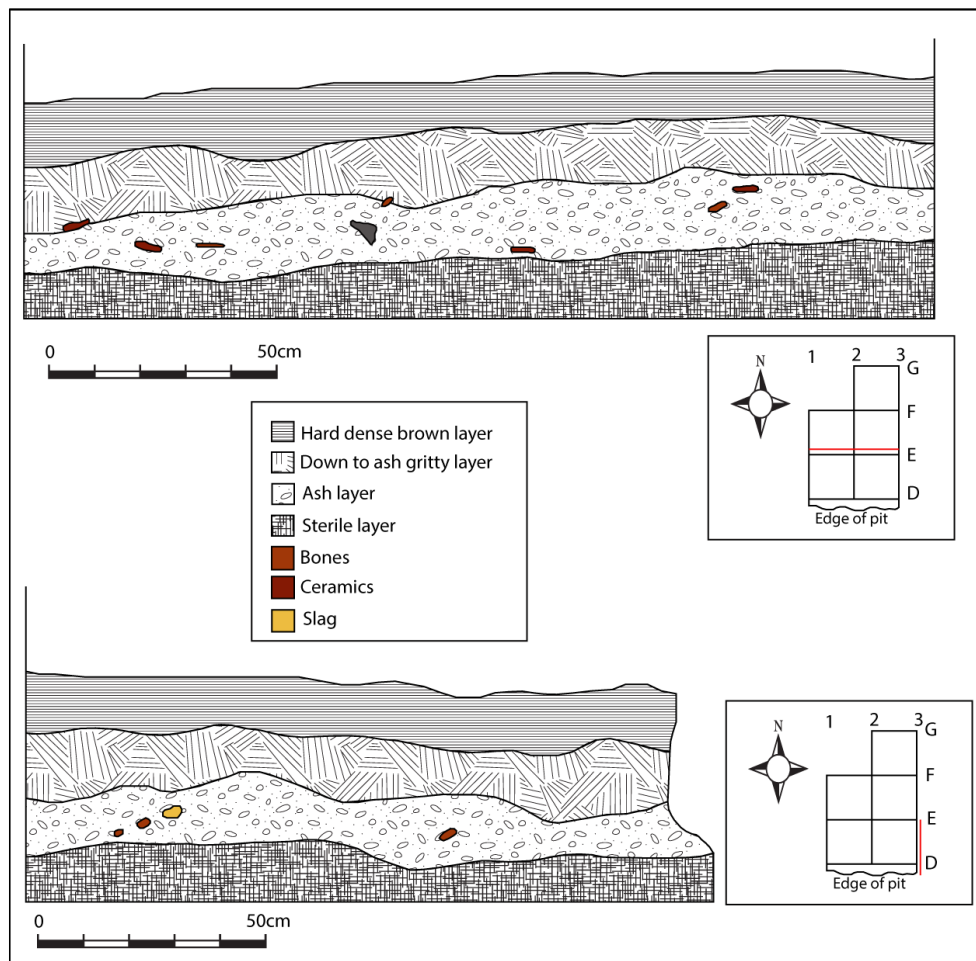 0 50cm
N
1 2 3
G
F
E
D
Edge of pit
Hard dense brown layer
Down to ash gritty layer
Ash layer
Sterile layer
Bones
Ceramics
Slag
0 50cm
N
1 2 3
G
F
E
D
Edge of pit